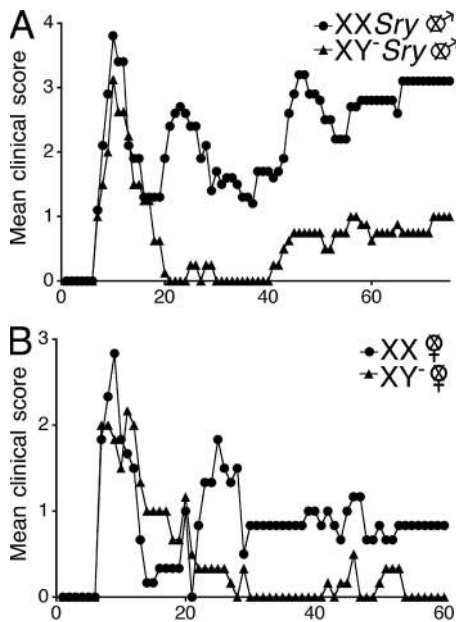 A
XXSry ♂
XY-Sry ♂
Mean clinical score
4
3
2
1
0
0 20 40 60
B
XX ♀
XY- ♀
Mean clinical score
3
2
1
0
0 20 40 60